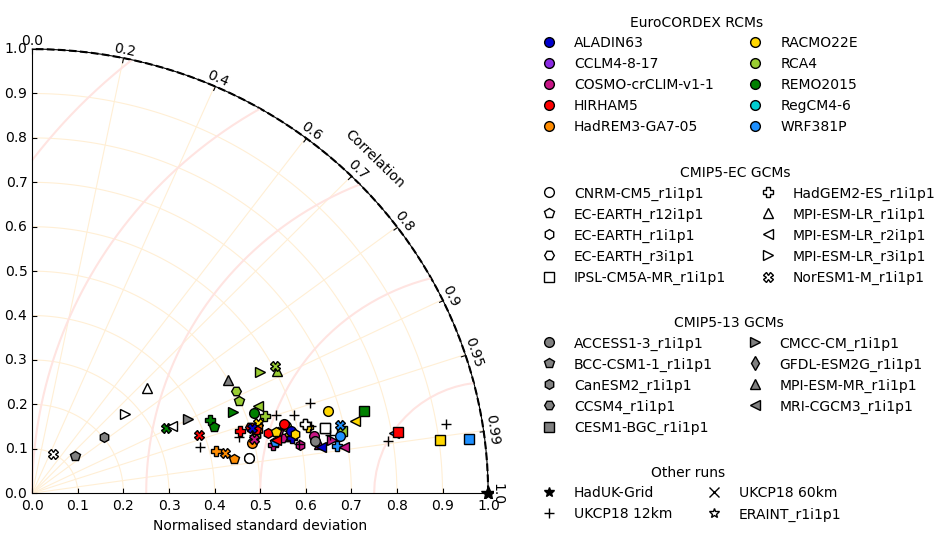 0.0
0.2
0.4
0.6
Correlation
0.7
0.8
0.9
0.95
0.99
1.0
1.0
0.9
0.8
0.7
0.6
0.5
0.4
0.3
0.2
0.1
0.0
0.0 0.1 0.2 0.3 0.4 0.5 0.6 0.7 0.8 0.9 1.0
Normalised standard deviation
EuroCORDEX RCMs
ALADIN63 RACMO22E
CCLM4-8-17 RCA4
COSMO-crCLIM-v1-1 REMO2015
HIRHAM5 RegCM4-6
HadREM3-GA7-05 WRF381P
CMIP5-EC GCMs
CNRM-CM5_r1i1p1 HadGEM2-ES_r1i1p1
EC-EARTH_r12i1p1 MPI-ESM-LR_r1i1p1
EC-EARTH_r1i1p1 MPI-ESM-LR_r2i1p1
EC-EARTH_r3i1p1 MPI-ESM-LR_r3i1p1
IPSL-CM5A-MR_r1i1p1 NorESM1-M_r1i1p1
CMIP5-13 GCMs
ACCESS1-3_r1i1p1 CMCC-CM_r1i1p1
BCC-CSM1-1_r1i1p1 GFDL-ESM2G_r1i1p1
CanESM2_r1i1p1 MPI-ESM-MR_r1i1p1
CCSM4_r1i1p1 MRI-CGCM3_r1i1p1
CESM1-BGC_r1i1p1
Other runs
HadUK-Grid UKCP18 60km
UKCP18 12km ERAINT_r1i1p1